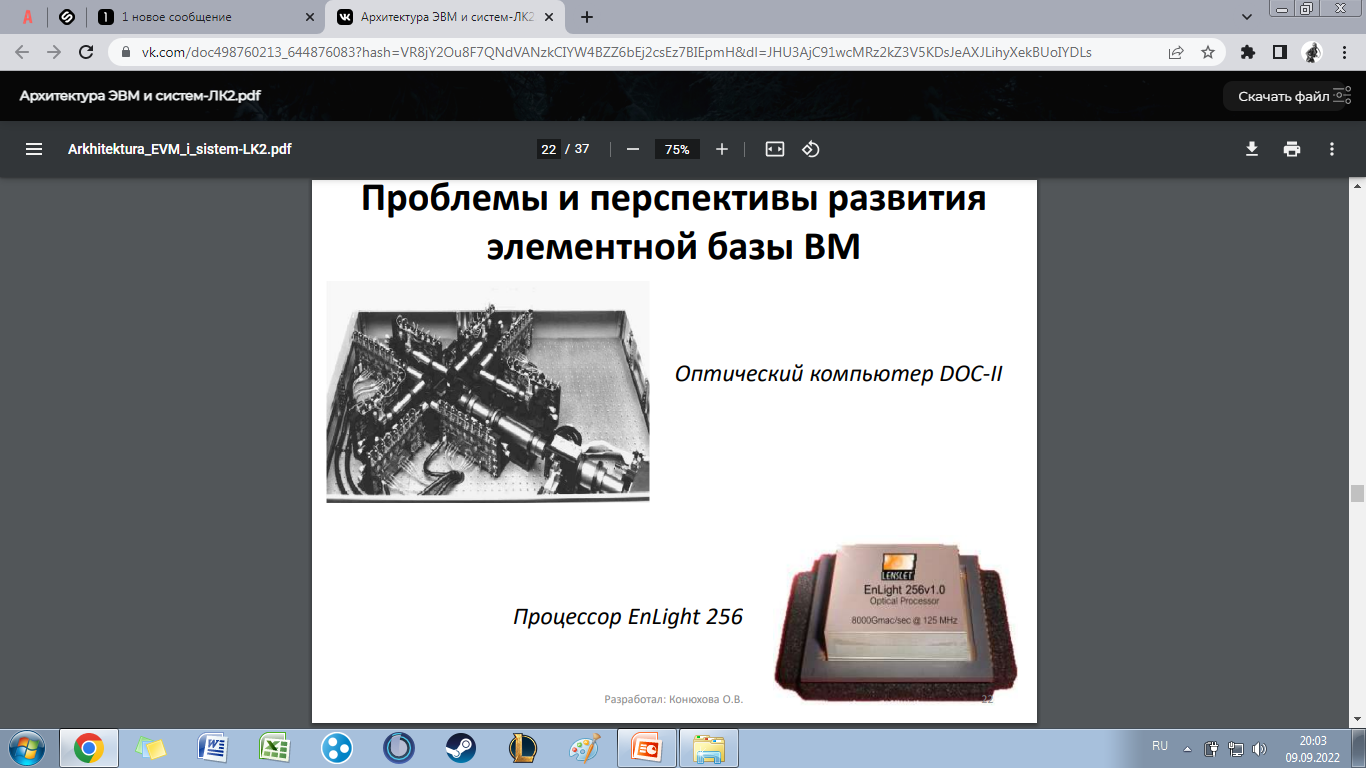 1 новое сообщение
Архитектура ЭВМ и систем-ЛК2
vk.com/doc498760213_644876083?hash=VR8jY2Ou8F7QNdVANzkCIYW4BZZ6bEj2csEz7BIEpmH&dl=JHU3AjC91wcMRz2kZ3V5KDsJeAXJLihyXekBUoIYDLs
Архитектура ЭВМ и систем-ЛК2.pdf
Скачать файл
Arkhitektura_EVM_i_sistem-LK2.pdf
22 / 37
75%
Проблемы и перспективы развития
элементной базы ВМ
Оптический компьютер DOC-II
LENSLET
EnLight 256v1.0
Optical Processor
8000Gmac/sec @ 125 MHz
Процессор EnLight 256
Разработал: Конюхова О.В.
22
RU
20:03
09.09.2022